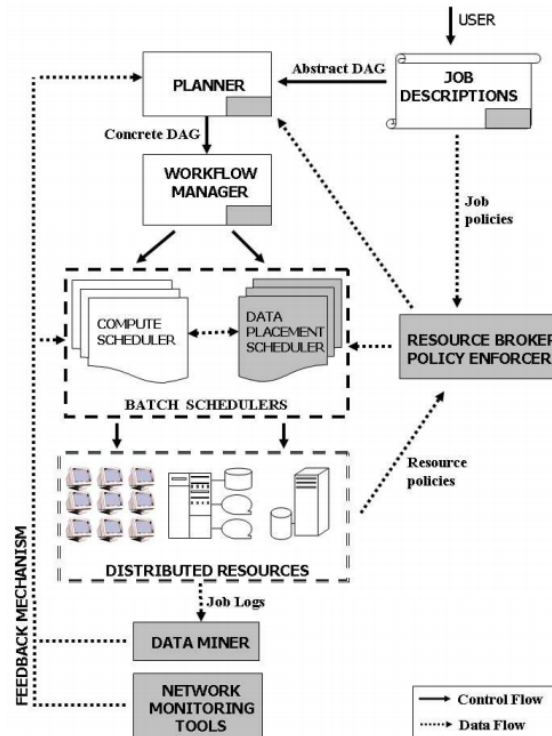 USER
Abstract DAG
PLANNER
JOB
DESCRIPTIONS
Concrete DAG
WORKFLOW
MANAGER
Job
policies
COMPUTE
SCHEDULER
DATA
PLACEMENT
SCHEDULER
RESOURCE BROKER
POLICY ENFORCER
BATCH SCHEDULERS
Resource
policies
DISTRIBUTED RESOURCES
FEEDBACK MECHANISM
Job Logs
DATA MINER
NETWORK
MONITORING
TOOLS
Control Flow
Data Flow